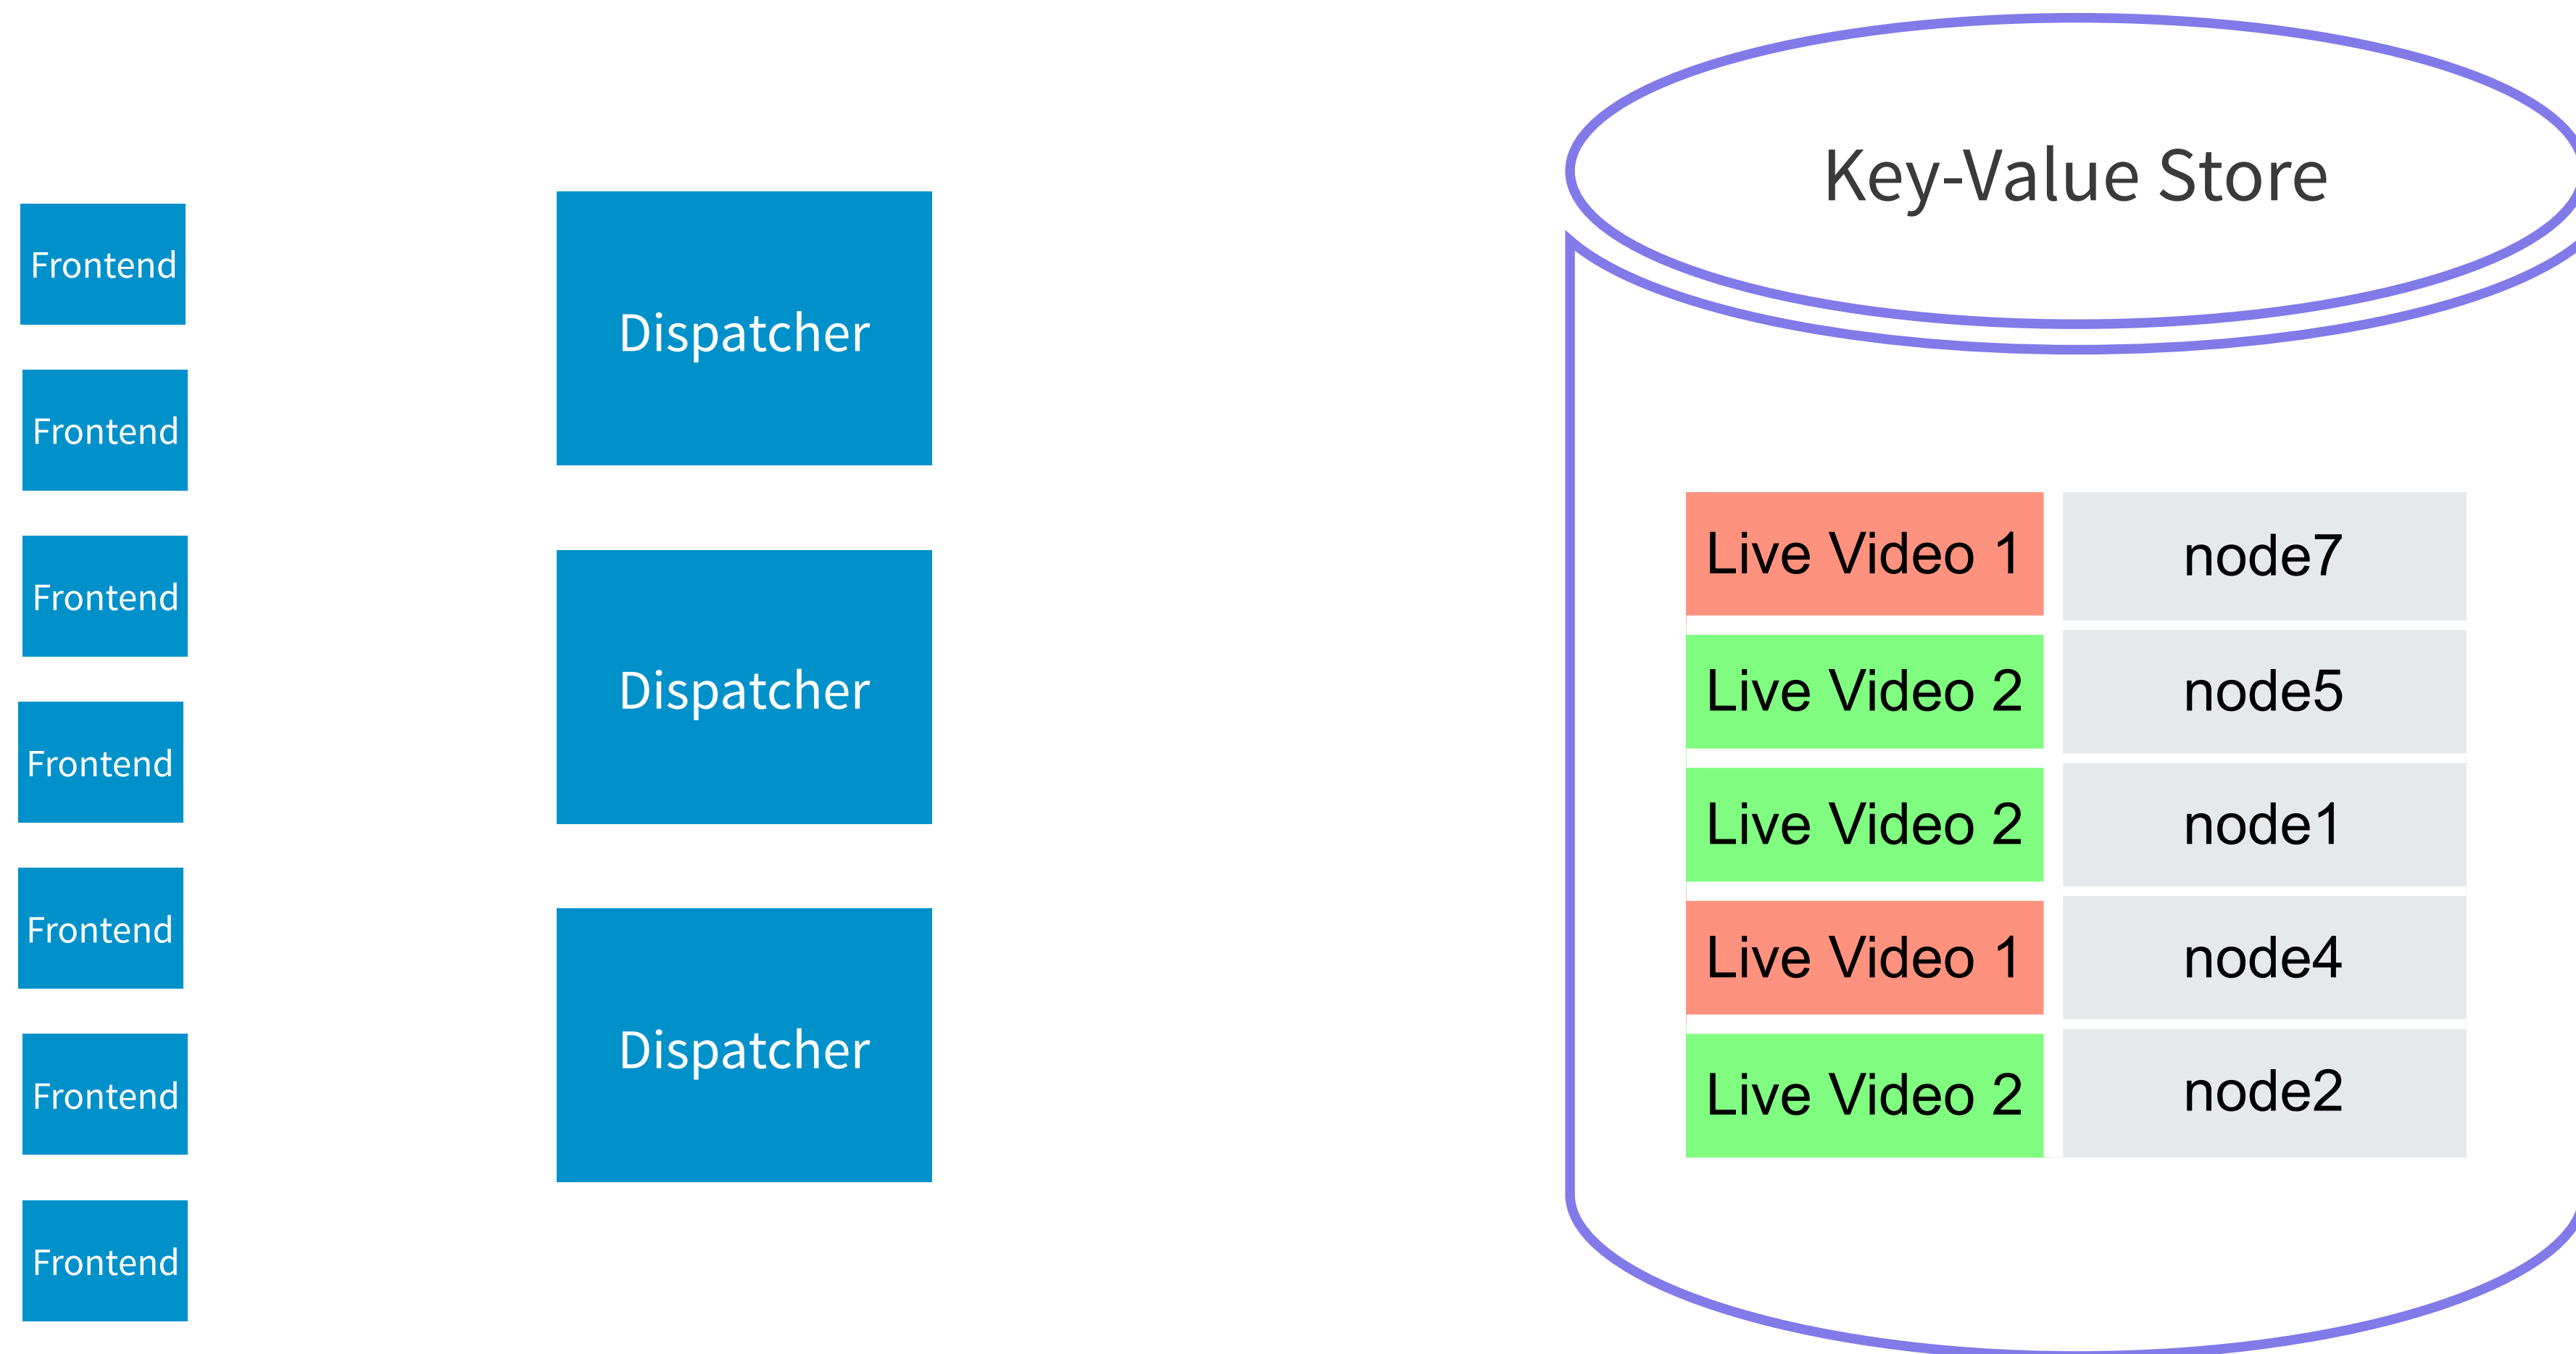 Frontend
Frontend
Frontend
Frontend
Frontend
Frontend
Frontend
Dispatcher
Dispatcher
Dispatcher
Key-Value Store
Live Video 1 node7
Live Video 2 node5
Live Video 2 node1
Live Video 1 node4
Live Video 2 node2